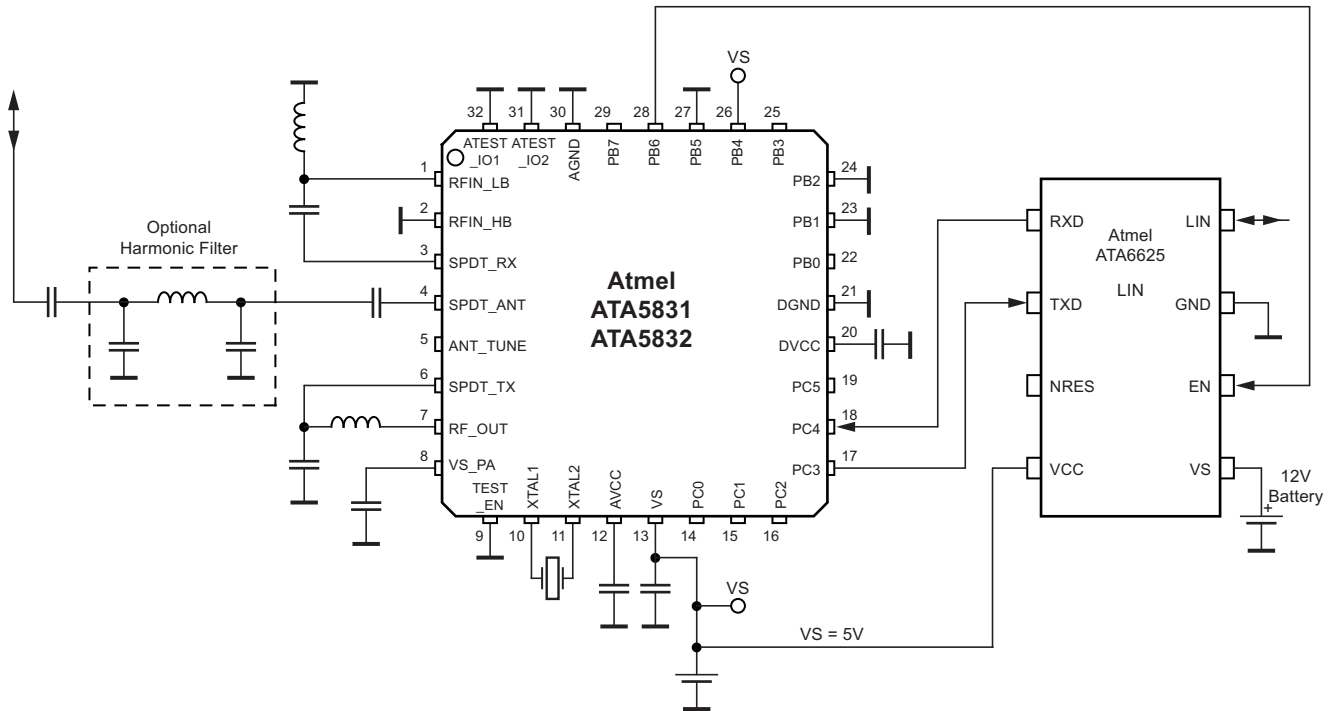 VS
32
31
30
29
28
27
26
25
ATEST
_IO1
ATEST
_IO2
AGND
PB7
PB6
PB5
PB4
PB3
1
RFIN_LB
2
RFIN_HB
3
SPDT_RX
4
SPDT_ANT
5
ANT_TUNE
6
SPDT_TX
7
RF_OUT
8
VS_PA
Optional
Harmonic Filter
Atmel
ATA5831
ATA5832
PB2
24
PB1
23
PB0
22
DGND
21
DVCC
20
PC5
19
PC4
18
PC3
17
TEST
_EN
XTAL1
XTAL2
AVCC
VS
PC0
PC1
PC2
9
10
11
12
13
14
15
16
VS
VS = 5V
RXD
TXD
NRES
VCC
Atmel
ATA6625
LIN
LIN
GND
EN
VS
12V
Battery
+